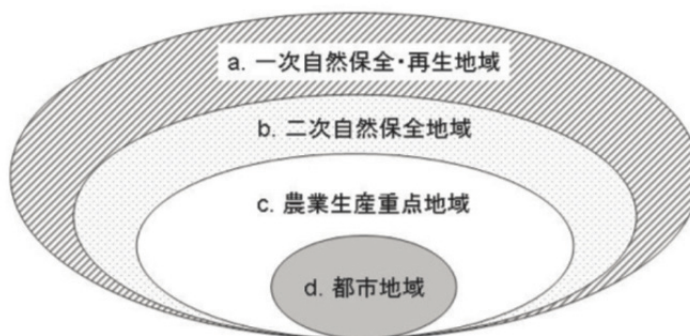 a. 一次自然保全・再生地域
b. 二次自然保全地域
c. 農業生産重点地域
d. 都市地域